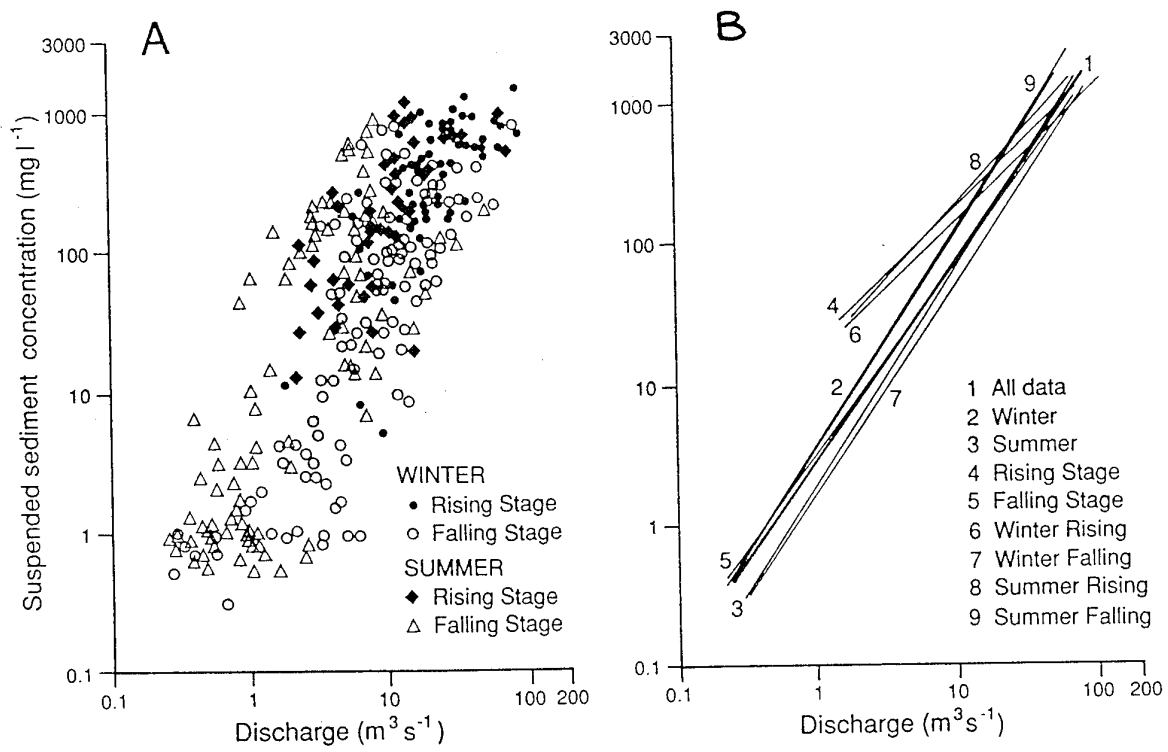 A
Suspended sediment concentration (mg l⁻¹)
3000
1000
100
10
1
0.1
WINTER
Rising Stage
Falling Stage
SUMMER
Rising Stage
Falling Stage
0.1
1
10
100
200
Discharge (m³ s⁻¹)
B
3000
1000
100
10
1
0.1
1
9
8
4
6
2
7
5
3
1 All data
2 Winter
3 Summer
4 Rising Stage
5 Falling Stage
6 Winter Rising
7 Winter Falling
8 Summer Rising
9 Summer Falling
0.1
1
10
100
200
Discharge (m³ s⁻¹)